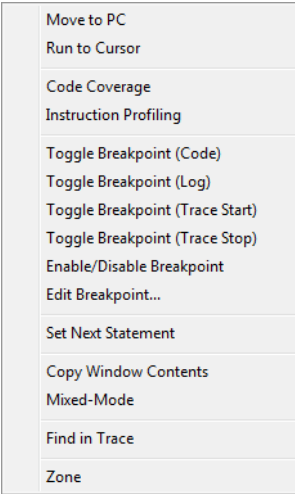 Move to PC
Run to Cursor
Code Coverage
Instruction Profiling
Toggle Breakpoint (Code)
Toggle Breakpoint (Log)
Toggle Breakpoint (Trace Start)
Toggle Breakpoint (Trace Stop)
Enable/Disable Breakpoint
Edit Breakpoint...
Set Next Statement
Copy Window Contents
Mixed-Mode
Find in Trace
Zone